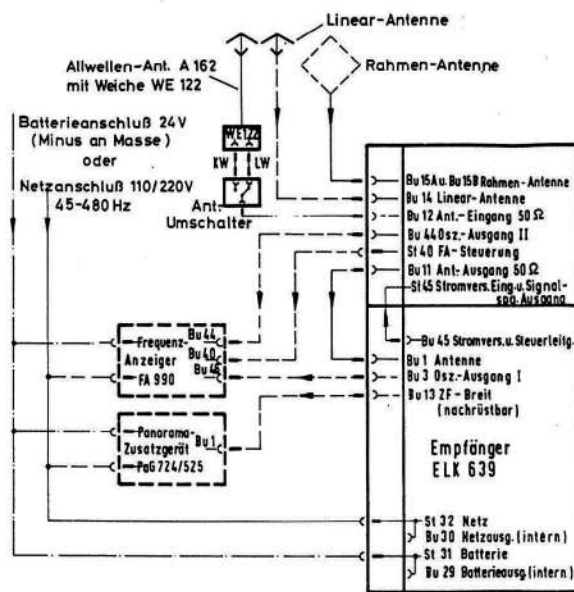 Linear-Antenne
Allwellen-Ant. A 162
mit Weiche WE 122
Rahmen-Antenne
Batterieanschluß 24V
(Minus an Masse)
oder
Netzanschluß 110/220V
45-480 Hz
WE122
KW
LW
Ant.
Umschalter
Bu 15A u. Bu 15B Rahmen-Antenne
Bu 14 Linear-Antenne
Bu 12 Ant.-Eingang 50 Ω
Bu 44 Osz.-Ausgang II
St 40 FA-Steuerung
Bu 11 Ant.-Ausgang 50 Ω
St 45 Stromvers. Eing. u. Signal-
spg. Ausgang
Bu 45 Stromvers. u. Steuerleitg.
Bu 1 Antenne
Bu 3 Osz.-Ausgang I
Bu 13 ZF-Breit
(nachrüstbar)
Frequenz-
Anzeiger
FA 990
Bu 44
Bu 40
Bu 46
Panorama-
Zusatzgerät
PaG 724/525
Bu 1
Empfänger
ELK 639
St 32 Netz
Bu 30 Netzausg. (intern)
St 31 Batterie
Bu 29 Batterieausg. (intern)